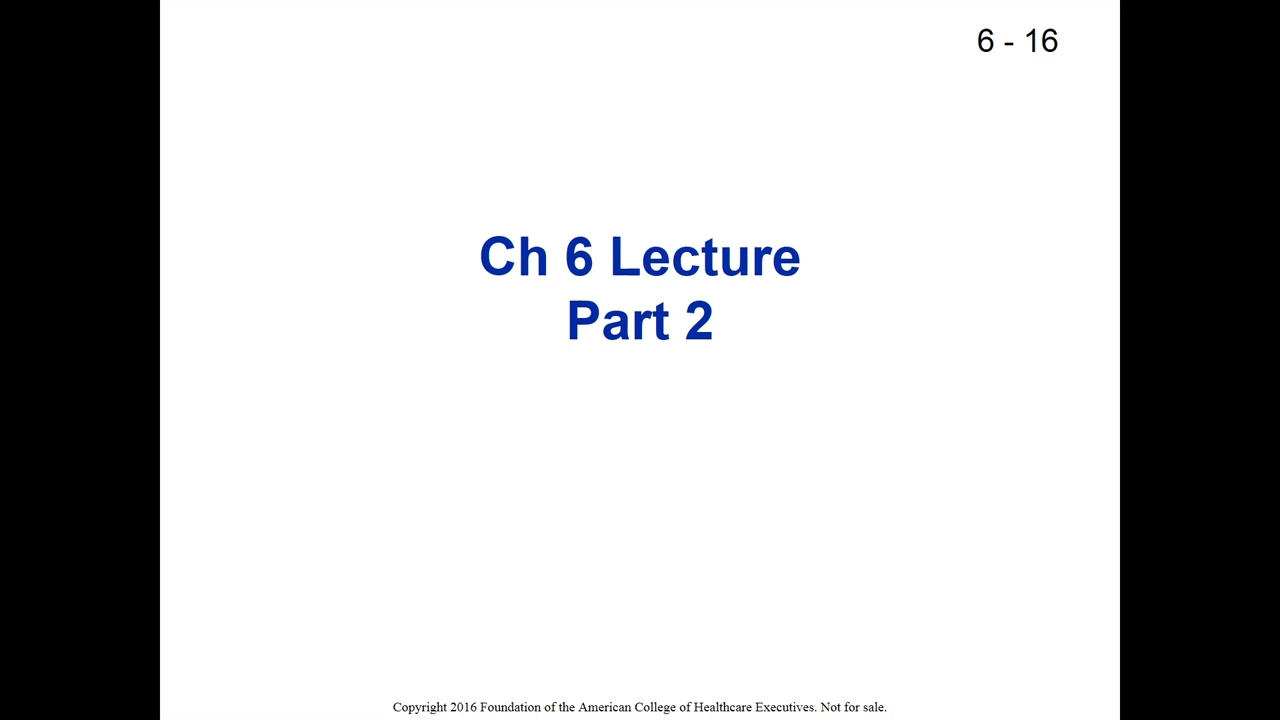 6 - 16
Ch 6 Lecture
Part 2
Copyright 2016 Foundation of the American College of Healthcare Executives. Not for sale.